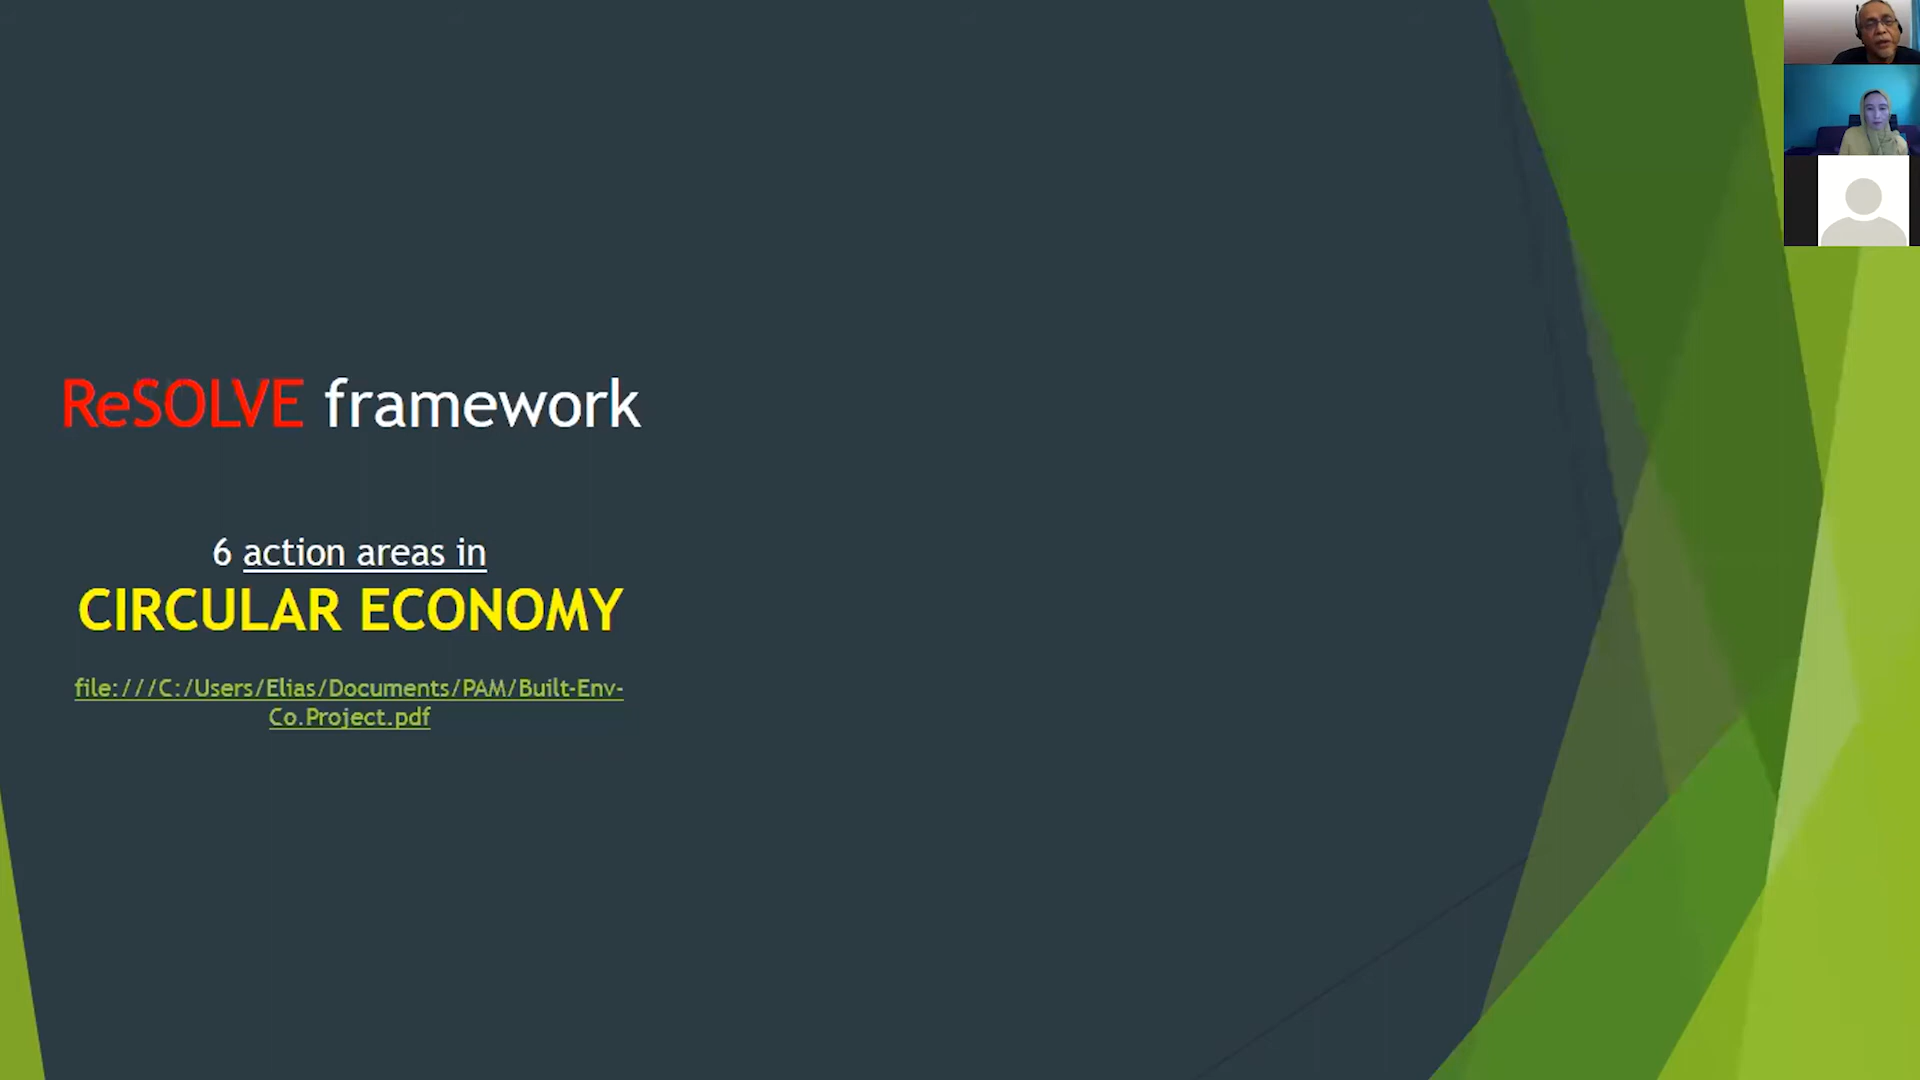 ReSOLVE framework
6 action areas in
CIRCULAR ECONOMY
file:///C:/Users/Elias/Documents/PAM/Built-Env-
Co.Project.pdf